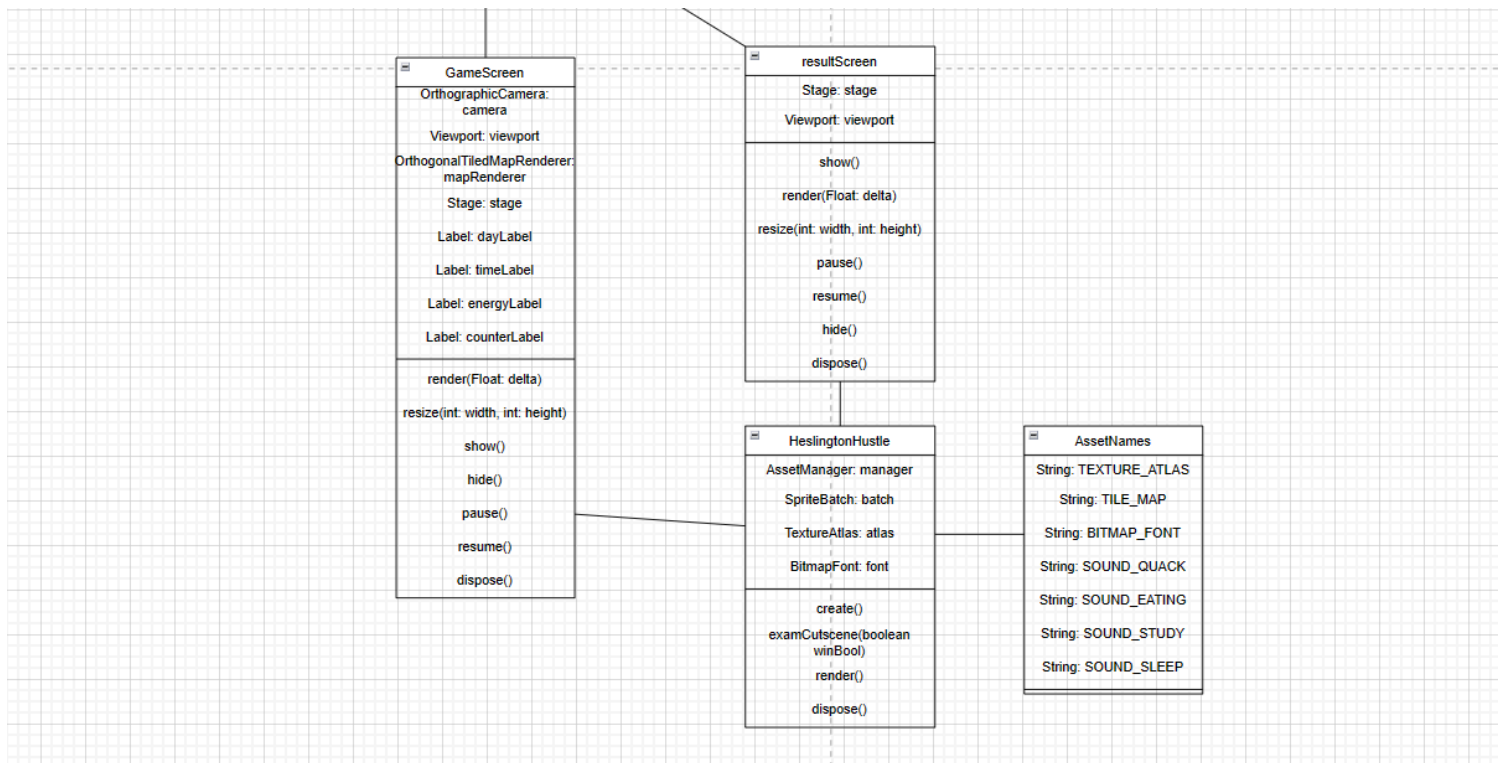 GameScreen
OrthographicCamera:
camera
Viewport: viewport
OrthogonalTiledMapRenderer:
mapRenderer
Stage: stage
Label: dayLabel
Label: timeLabel
Label: energyLabel
Label: counterLabel
render(Float: delta)
resize(int: width, int: height)
show()
hide()
pause()
resume()
dispose()
resultScreen
Stage: stage
Viewport: viewport
show()
render(Float: delta)
resize(int: width, int: height)
pause()
resume()
hide()
dispose()
HeslingtonHustle
AssetManager: manager
SpriteBatch: batch
TextureAtlas: atlas
BitmapFont: font
create()
examCutscene(boolean
winBool)
render()
dispose()
AssetNames
String: TEXTURE_ATLAS
String: TILE_MAP
String: BITMAP_FONT
String: SOUND_QUACK
String: SOUND_EATING
String: SOUND_STUDY
String: SOUND_SLEEP